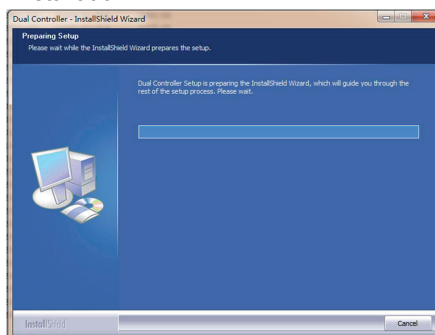 Dual Controller - InstallShield Wizard
Preparing Setup
Please wait while the InstallShield Wizard prepares the setup.
Dual Controller Setup is preparing the InstallShield Wizard, which will guide you through the
rest of the setup process. Please wait.
InstallShield
Cancel